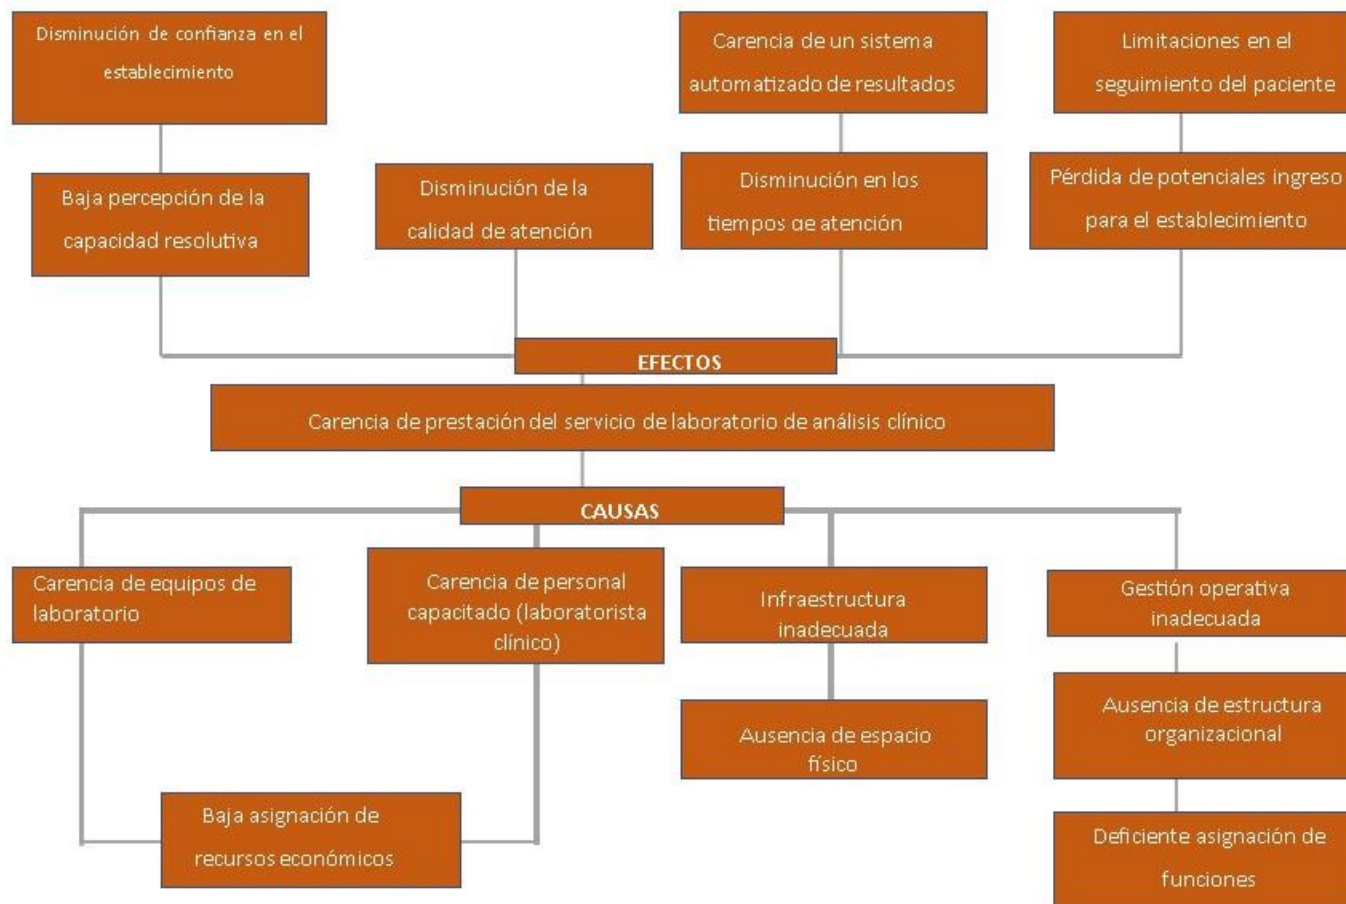 Disminución de confianza en el
establecimiento
Carencia de un sistema
automatizado de resultados
Limitaciones en el
seguimiento del paciente
Baja percepción de la
capacidad resolutiva
Disminución de la
calidad de atención
Disminución en los
tiempos de atención
Pérdida de potenciales ingreso
para el establecimiento
EFECTOS
Carencia de prestación del servicio de laboratorio de análisis clínico
CAUSAS
Carencia de equipos de
laboratorio
Carencia de personal
capacitado (laboratorista
clínico)
Infraestructura
inadecuada
Gestión operativa
inadecuada
Ausencia de espacio
físico
Ausencia de estructura
organizacional
Baja asignación de
recursos económicos
Deficiente asignación de
funciones